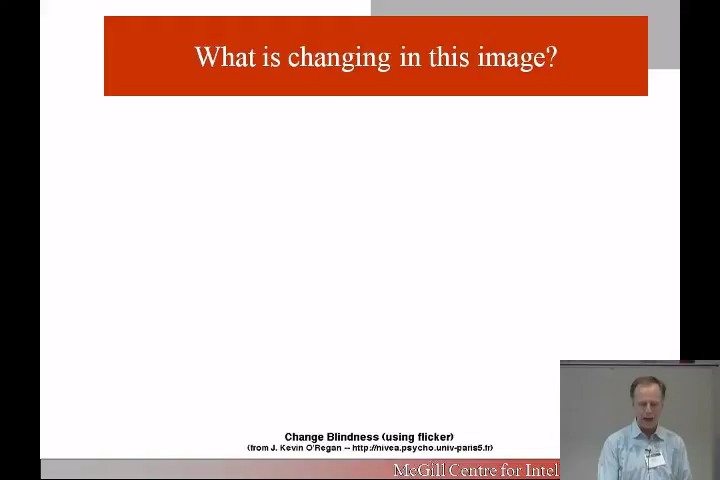 What is changing in this image?
Change Blindness (using flicker)
(from J. Kevin O'Regan -- http://nivea.psycho.univ-paris5.fr)
McGill Centre for Intel